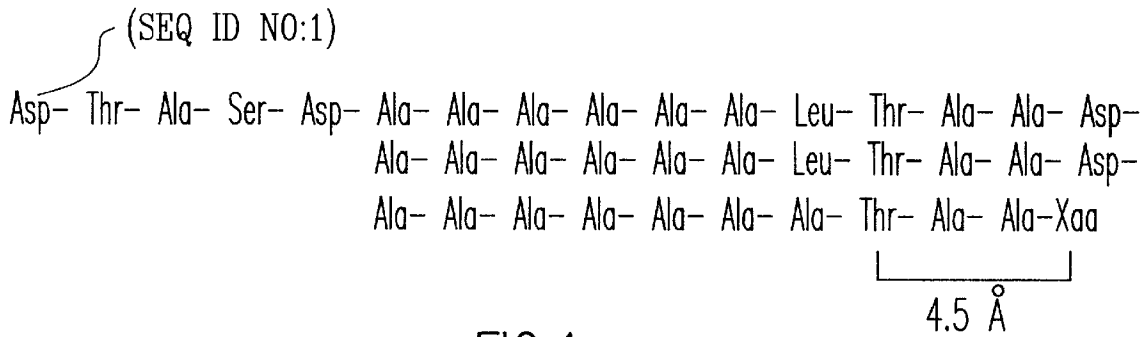 (SEQ ID NO:1)
Asp- Thr- Ala- Ser- Asp- Ala- Ala- Ala- Ala- Ala- Ala- Leu- Thr- Ala- Ala- Asp-
Ala- Ala- Ala- Ala- Ala- Ala- Leu- Thr- Ala- Ala- Asp-
Ala- Ala- Ala- Ala- Ala- Ala- Ala- Thr- Ala- Ala-Xaa
4.5 Å